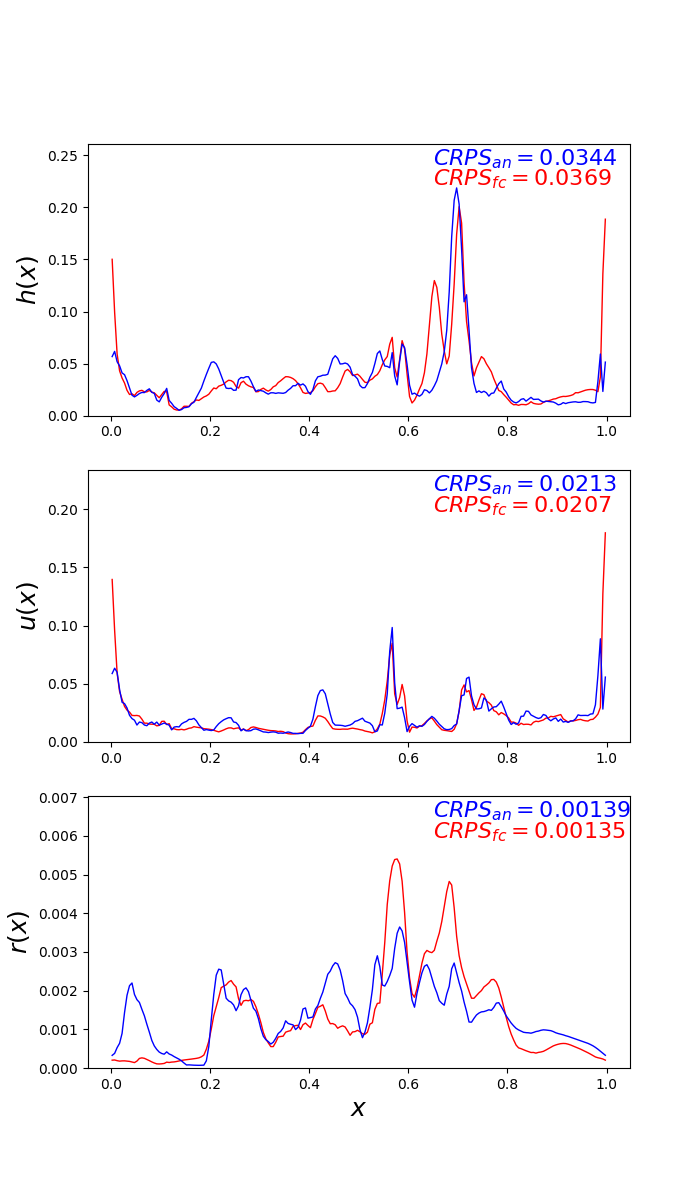 CRPS_an = 0.0344
CRPS_fc = 0.0369
0.25
0.20
0.15
0.10
0.05
0.00
h(x)
0.0 0.2 0.4 0.6 0.8 1.0
CRPS_an = 0.0213
CRPS_fc = 0.0207
0.20
0.15
0.10
0.05
0.00
u(x)
0.0 0.2 0.4 0.6 0.8 1.0
CRPS_an = 0.00139
CRPS_fc = 0.00135
0.007
0.006
0.005
0.004
0.003
0.002
0.001
0.000
r(x)
0.0 0.2 0.4 0.6 0.8 1.0
x